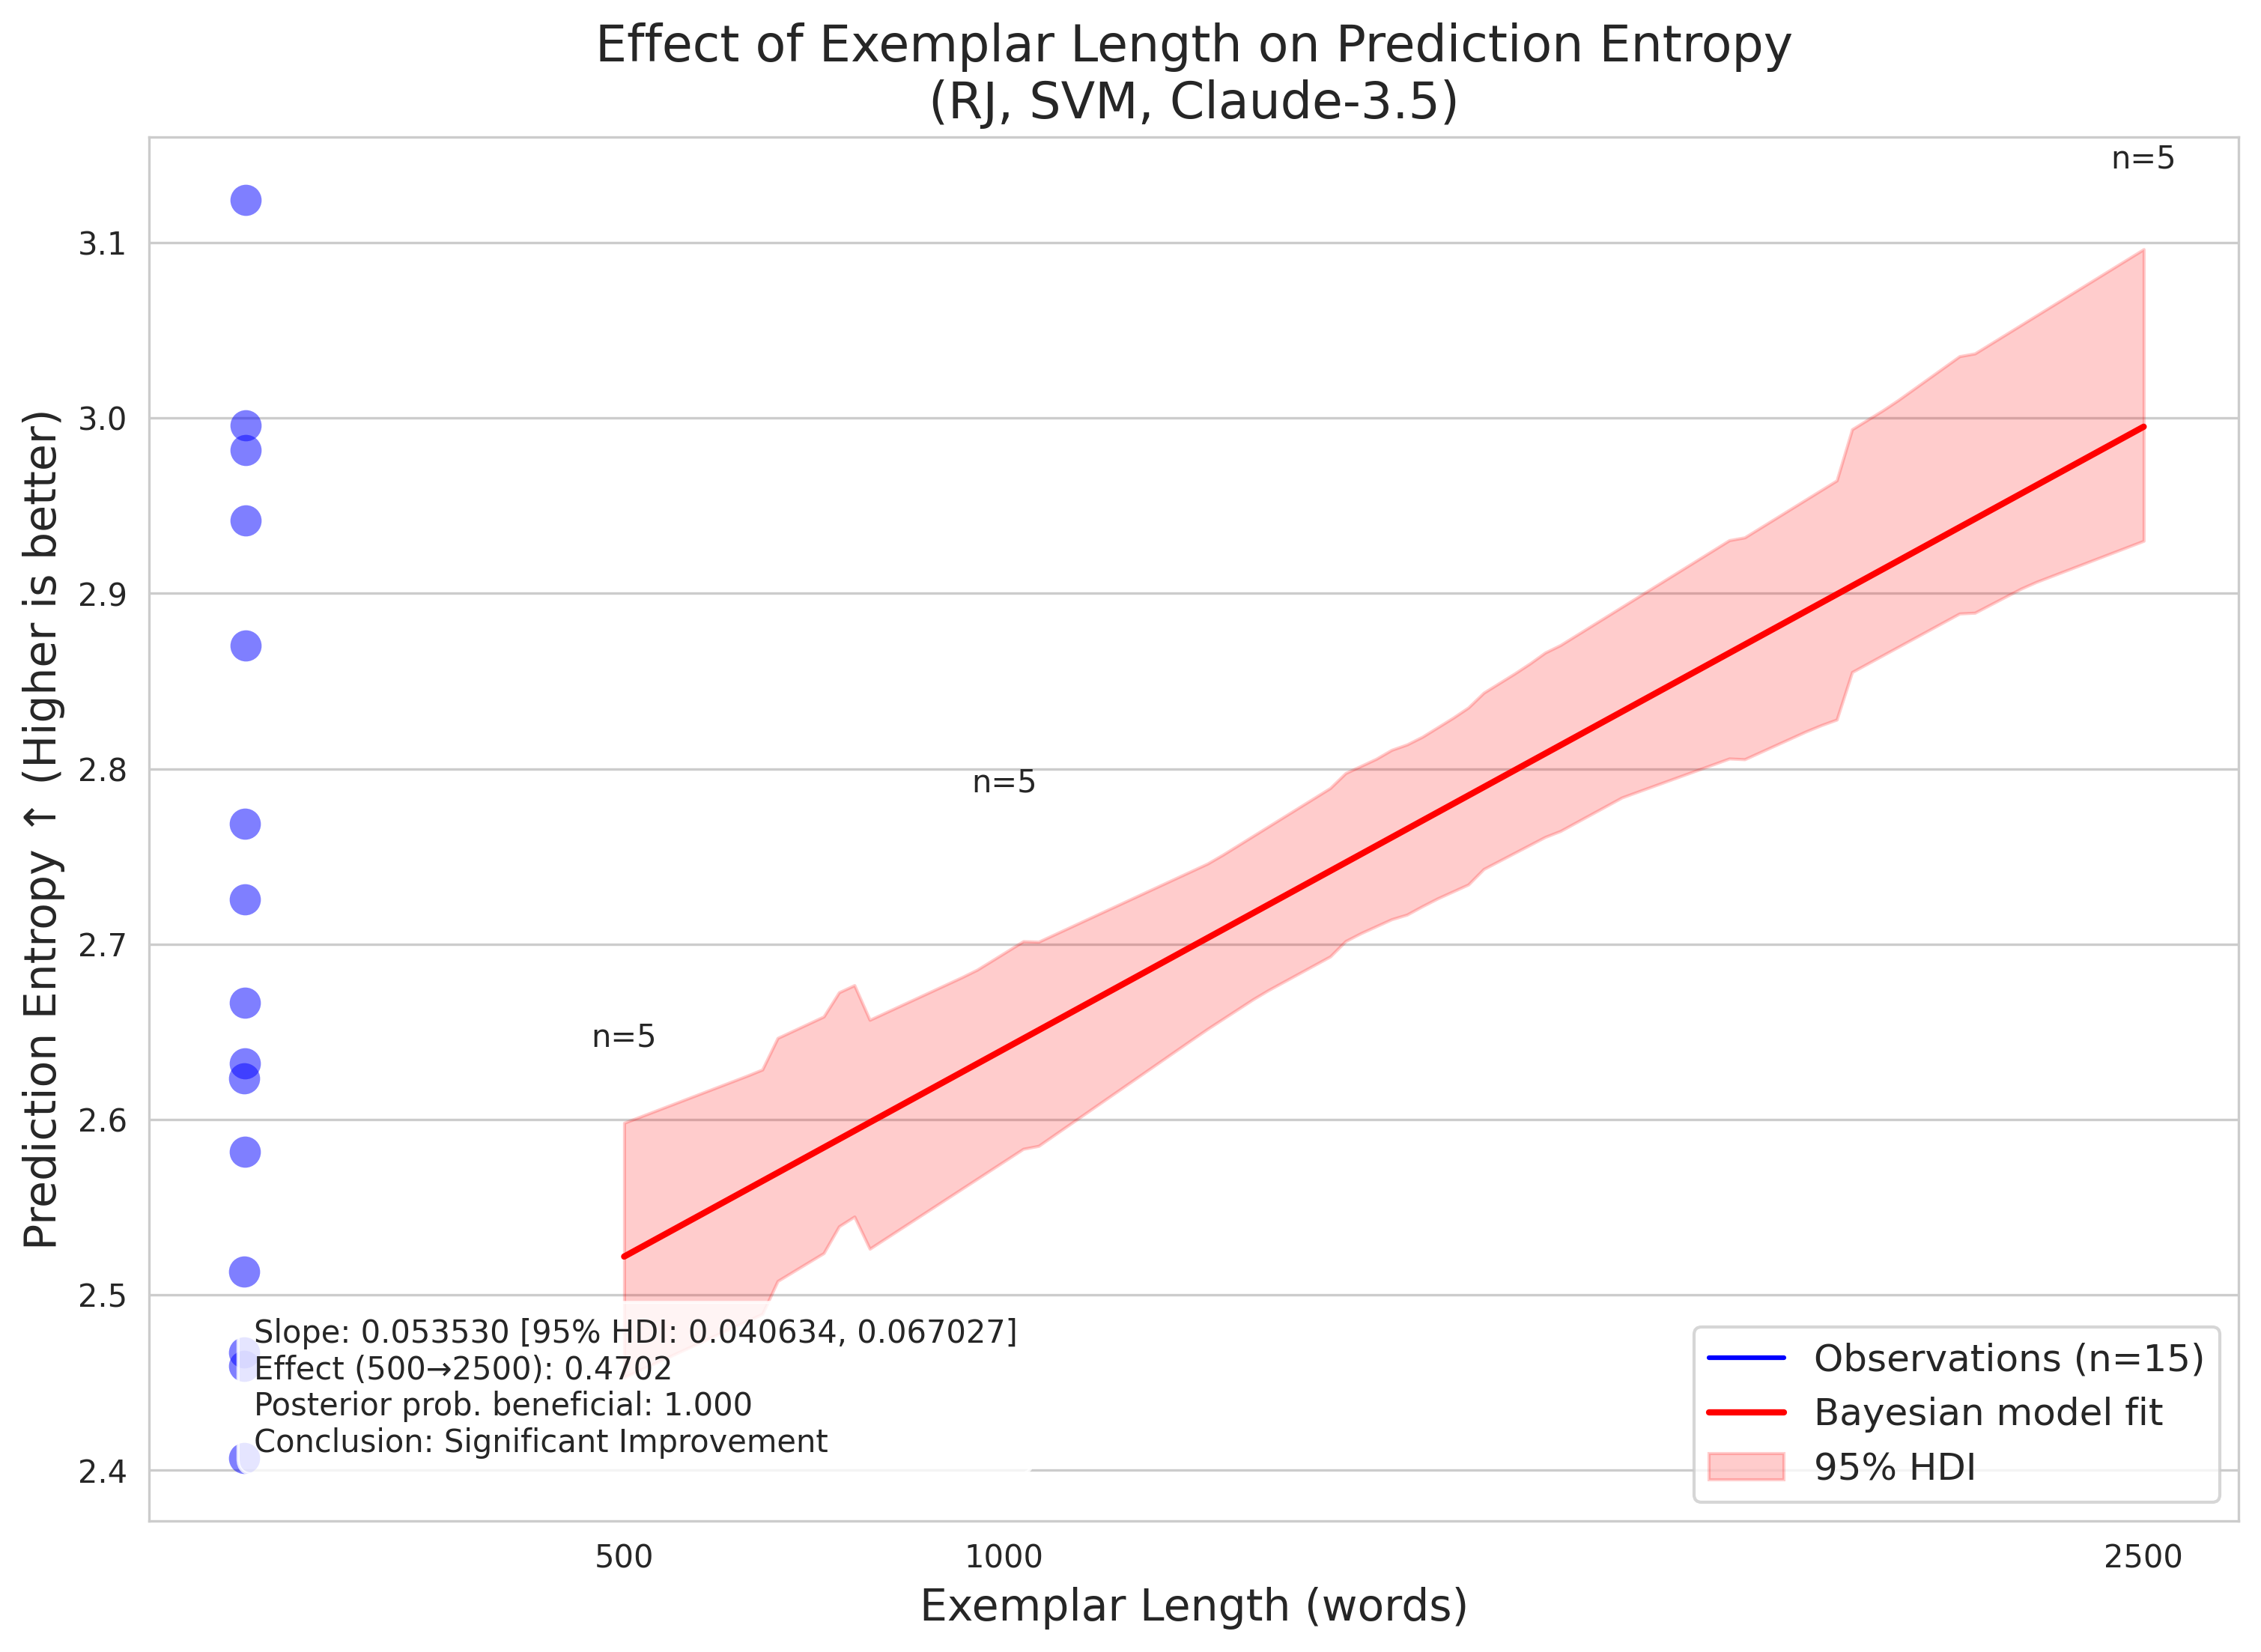 Effect of Exemplar Length on Prediction Entropy
(RJ, SVM, Claude-3.5)
Prediction Entropy ↑ (Higher is better)
3.1
3.0
2.9
2.8
2.7
2.6
2.5
2.4
n=5
n=5
n=5
Slope: 0.053530 [95% HDI: 0.040634, 0.067027]
Effect (500→2500): 0.4702
Posterior prob. beneficial: 1.000
Conclusion: Significant Improvement
Observations (n=15)
Bayesian model fit
95% HDI
500
1000
2500
Exemplar Length (words)